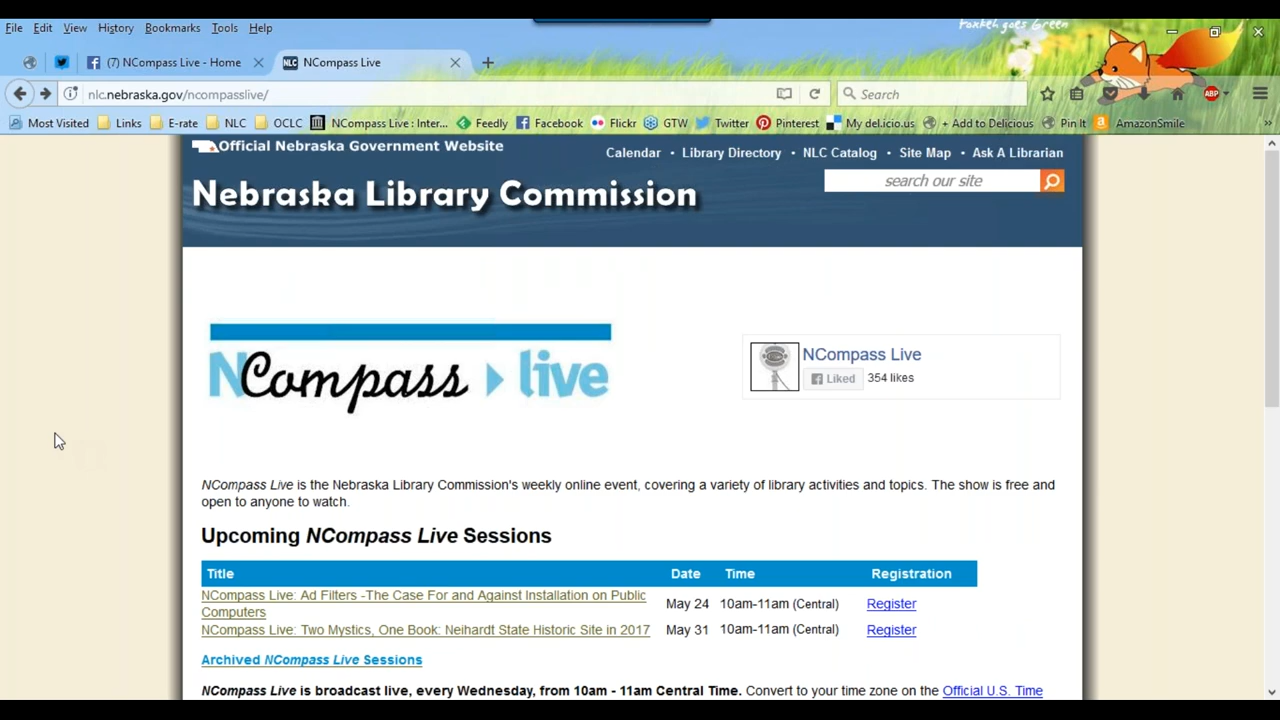 Foxkeh goes Green
File Edit View History Bookmarks Tools Help
(7) NCompass Live - Home
NLC NCompass Live
nlc.nebraska.gov/ncompasslive/
Search
ABP
Most Visited Links E-rate NLC OCLC NCompass Live : Inter... Feedly Facebook Flickr GTW Twitter Pinterest My del.icio.us + Add to Delicious Pin It AmazonSmile
Official Nebraska Government Website
Calendar • Library Directory • NLC Catalog • Site Map • Ask A Librarian
search our site
Nebraska Library Commission
NCompass live
NCompass Live
Liked 354 likes
NCompass Live is the Nebraska Library Commission's weekly online event, covering a variety of library activities and topics. The show is free and
open to anyone to watch.
Upcoming NCompass Live Sessions
Title Date Time Registration
NCompass Live: Ad Filters -The Case For and Against Installation on Public
Computers May 24 10am-11am (Central) Register
NCompass Live: Two Mystics, One Book: Neihardt State Historic Site in 2017 May 31 10am-11am (Central) Register
Archived NCompass Live Sessions
NCompass Live is broadcast live, every Wednesday, from 10am - 11am Central Time. Convert to your time zone on the Official U.S. Time